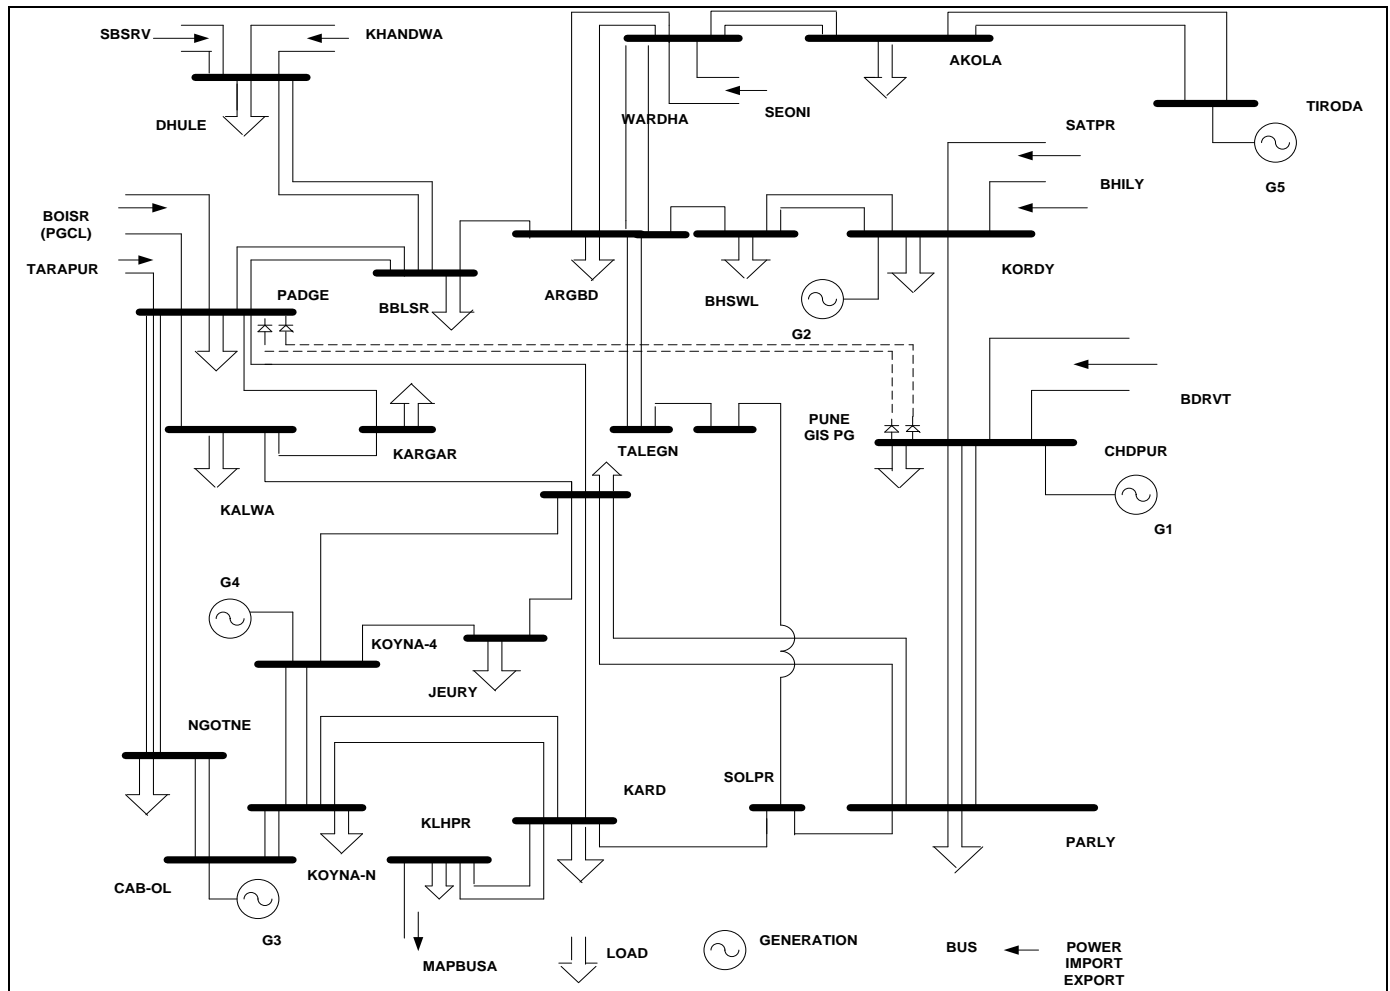 SBSRV
KHANDWA
AKOLA
DHULE
WARDHA
SEONI
TIRODA
SATPR
G5
BHILY
BOISR
(PGCL)
TARAPUR
PADGE
BBLSR
ARGBD
BHSWL
KORDY
G2
BDRVT
PUNE
GIS PG
KARGAR
TALEGN
CHDPUR
KALWA
G1
G4
KOYNA-4
JEURY
NGOTNE
SOLPR
KARD
KLHPR
PARLY
CAB-OL
KOYNA-N
G3
MAPBUSA
LOAD
GENERATION
BUS
POWER
IMPORT
EXPORT